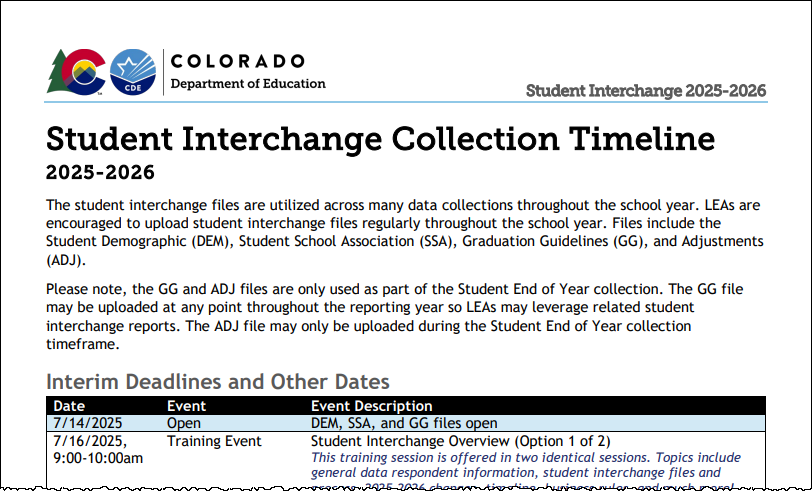 COLORADO
Department of Education
CDE
Student Interchange 2025-2026
Student Interchange Collection Timeline
2025-2026
The student interchange files are utilized across many data collections throughout the school year. LEAs are
encouraged to upload student interchange files regularly throughout the school year. Files include the
Student Demographic (DEM), Student School Association (SSA), Graduation Guidelines (GG), and Adjustments
(ADJ).
Please note, the GG and ADJ files are only used as part of the Student End of Year collection. The GG file
may be uploaded at any point throughout the reporting year so LEAs may leverage related student
interchange reports. The ADJ file may only be uploaded during the Student End of Year collection
timeframe.
Interim Deadlines and Other Dates
Date Event Event Description
7/14/2025 Open DEM, SSA, and GG files open
7/16/2025, Training Event Student Interchange Overview (Option 1 of 2)
9:00-10:00am This training session is offered in two identical sessions. Topics include
general data respondent information, student interchange files and